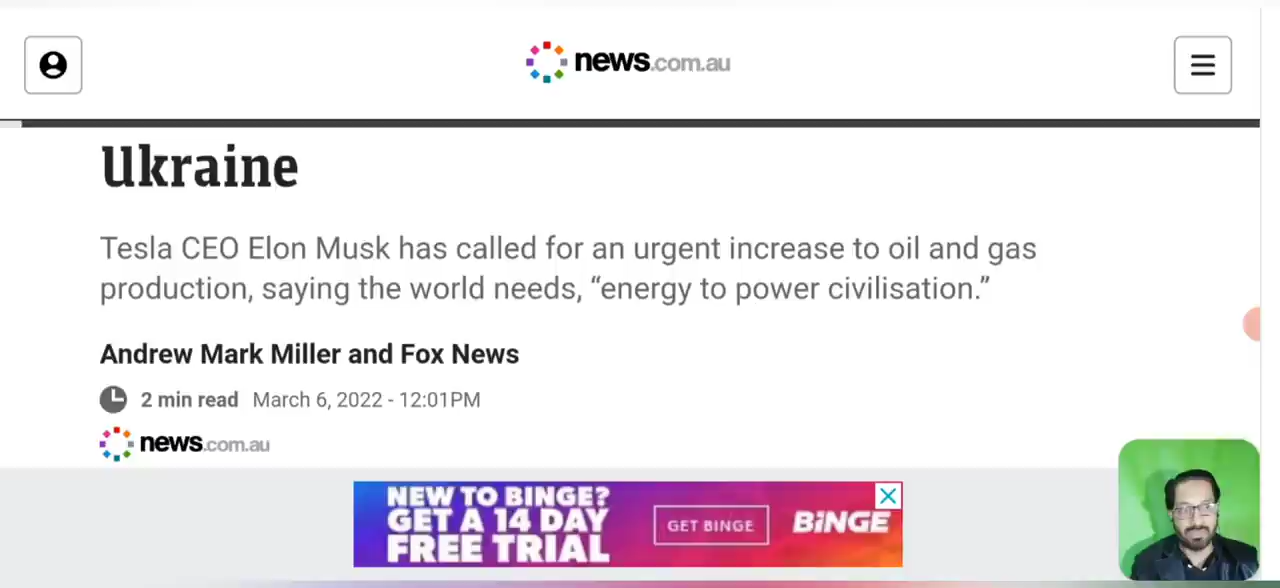 news.com.au
Ukraine
Tesla CEO Elon Musk has called for an urgent increase to oil and gas
production, saying the world needs, “energy to power civilisation.”
Andrew Mark Miller and Fox News
2 min read March 6, 2022 - 12:01PM
news.com.au
NEW TO BINGE?
GET A 14 DAY
FREE TRIAL
GET BINGE
BiNGE